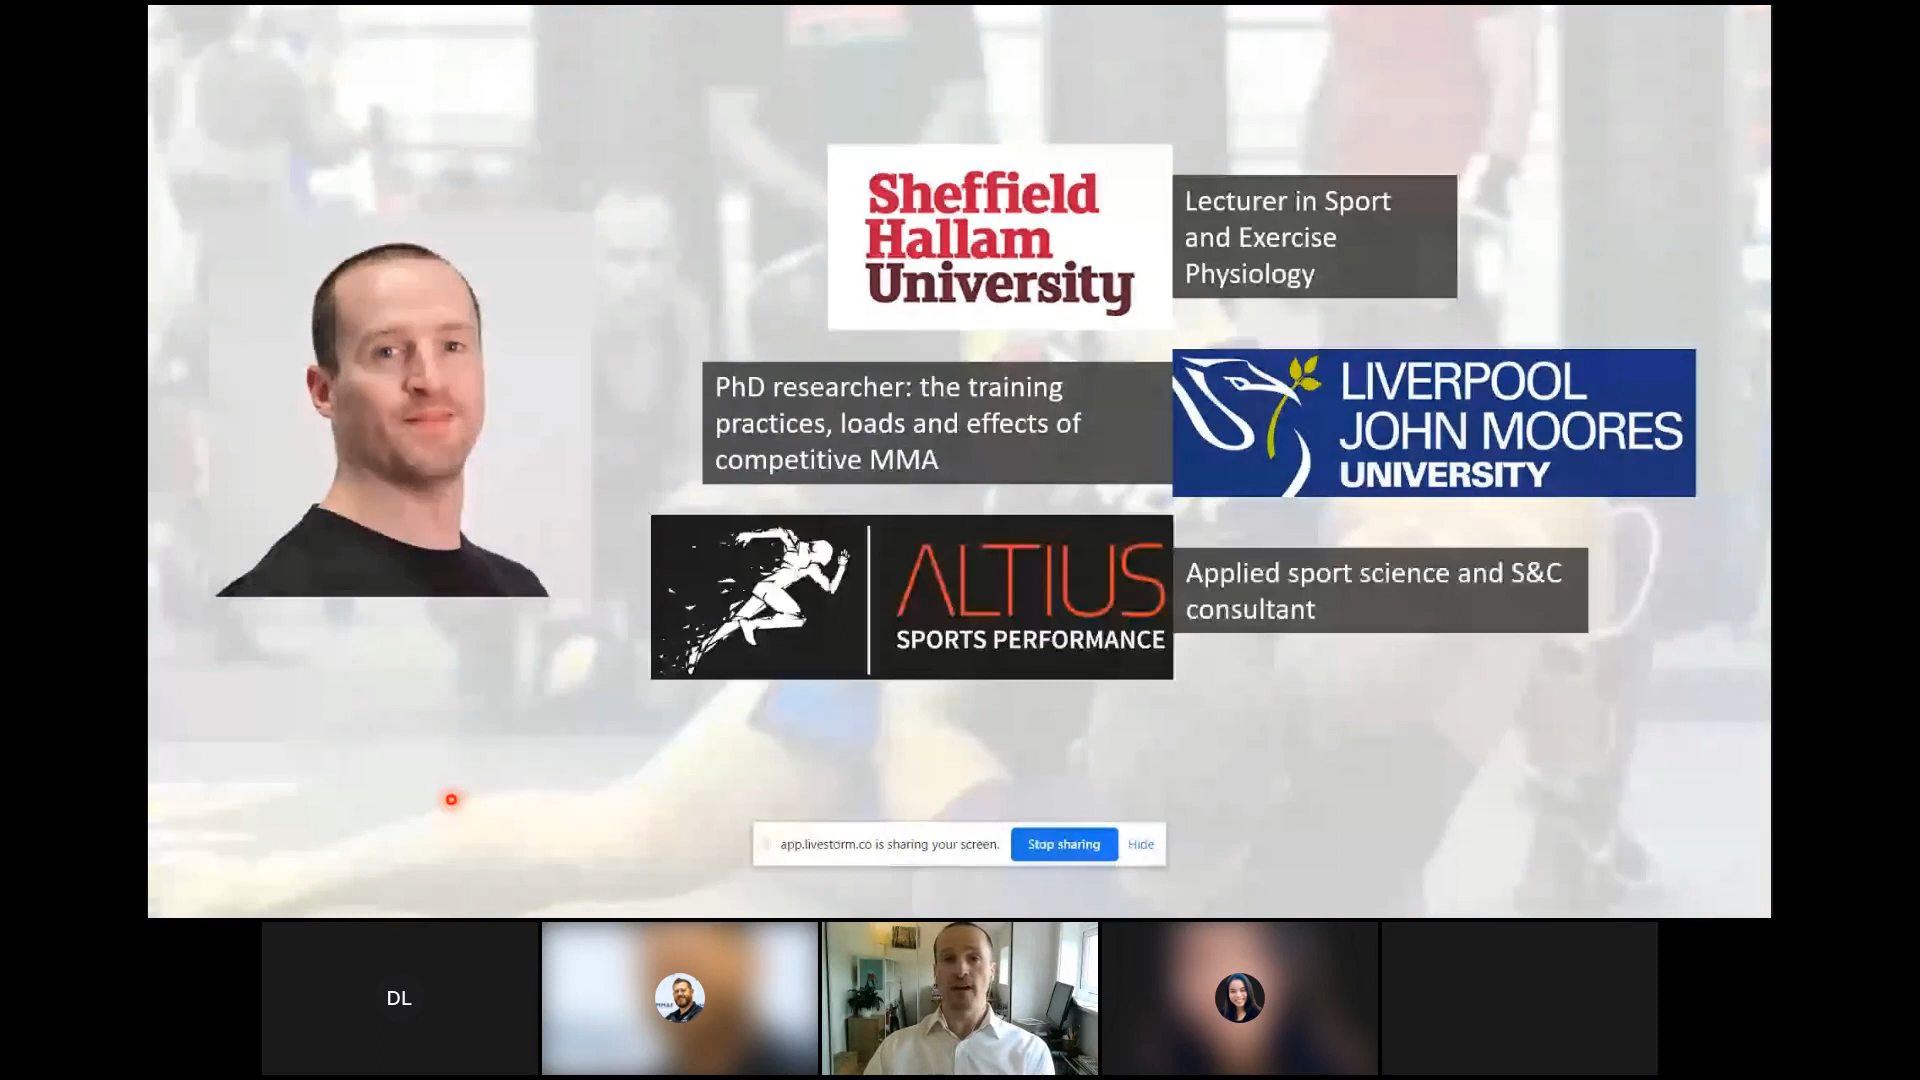 Sheffield
Hallam
University
Lecturer in Sport
and Exercise
Physiology
PhD researcher: the training
practices, loads and effects of
competitive MMA
LIVERPOOL
JOHN MOORES
UNIVERSITY
ALTIUS
SPORTS PERFORMANCE
Applied sport science and S&C
consultant
app.livestorm.co is sharing your screen.
Stop sharing
Hide
DL